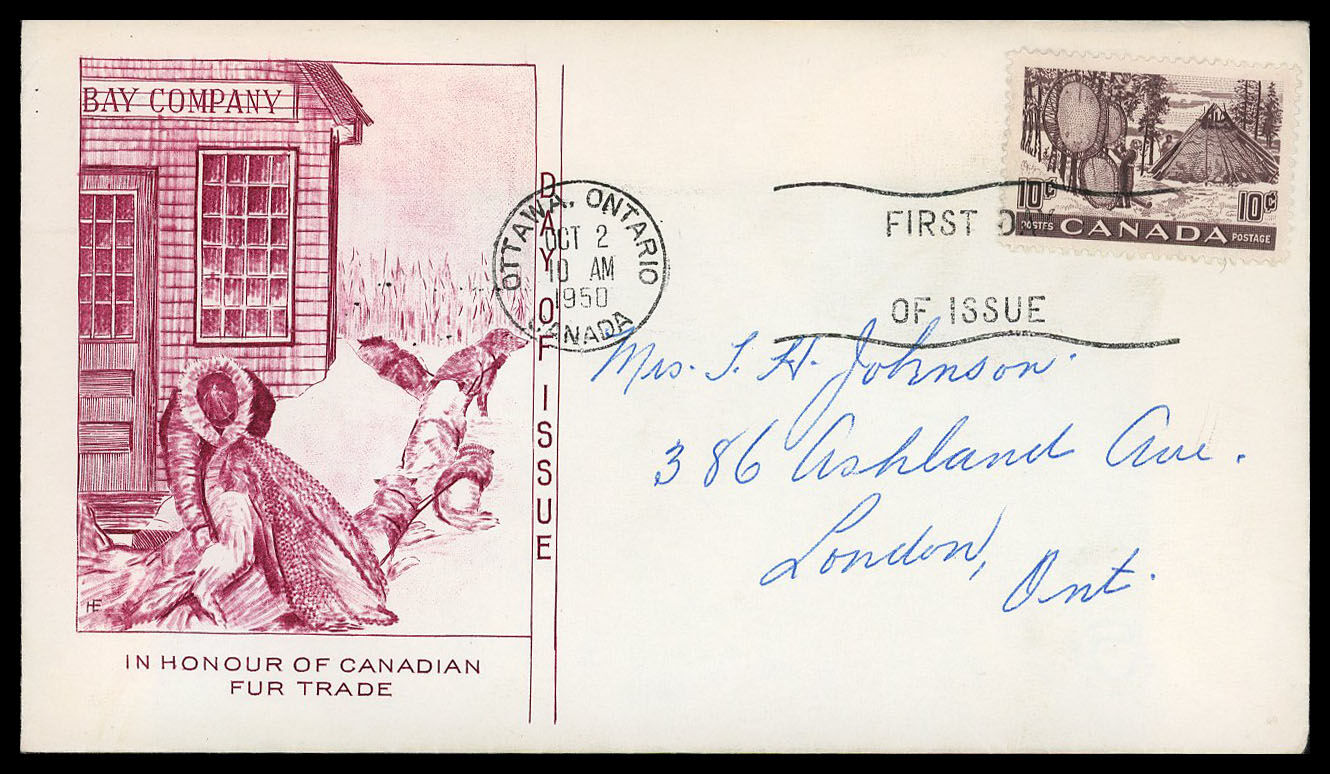 BAY COMPANY
DAY OF ISSUE
HF
IN HONOUR OF CANADIAN
FUR TRADE
OTTAWA, ONTARIO
OCT 2
10 AM
1950
CANADA
FIRST DAY
OF ISSUE
10¢ 10¢
POSTES CANADA POSTAGE
Mrs. T. H. Johnson.
386 Ashland Ave.
London,
Ont.